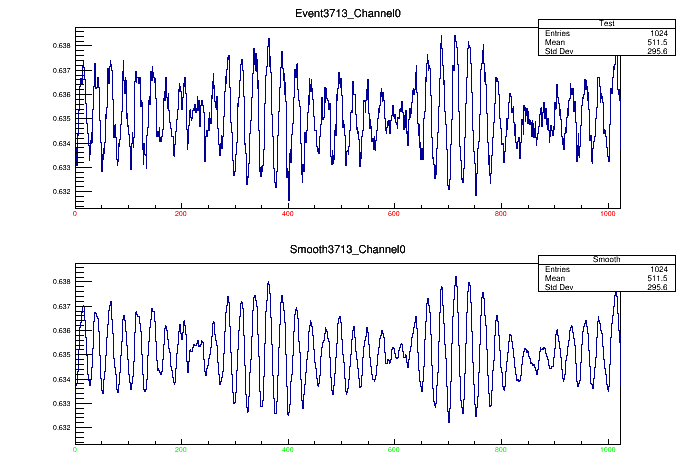 Event3713_Channel0
Test
Entries 1024
Mean 511.5
Std Dev 295.6
0.638
0.637
0.636
0.635
0.634
0.633
0.632
0 200 400 600 800 1000
Smooth3713_Channel0
Smooth
Entries 1024
Mean 511.5
Std Dev 295.6
0.638
0.637
0.636
0.635
0.634
0.633
0.632
0 200 400 600 800 1000